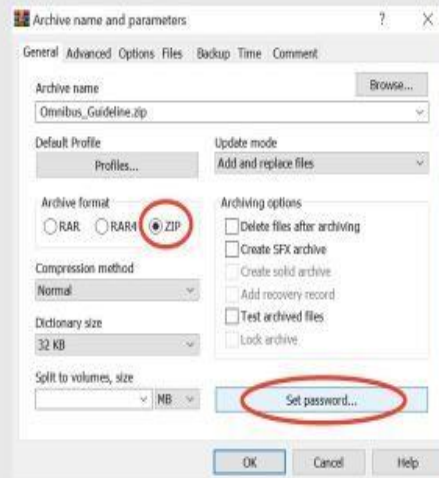 Archive name and parameters ? X
General Advanced Options Files Backup Time Comment
Archive name
Browse...
Omnibus_Guideline.zip
Default Profile
Profiles...
Update mode
Add and replace files
Archive format
RAR RAR4 ZIP
Compression method
Normal
Dictionary size
32 KB
Split to volumes, size
MB
Archiving options
Delete files after archiving
Create SFX archive
Create solid archive
Add recovery record
Test archived files
Lock archive
Set password...
OK Cancel Help